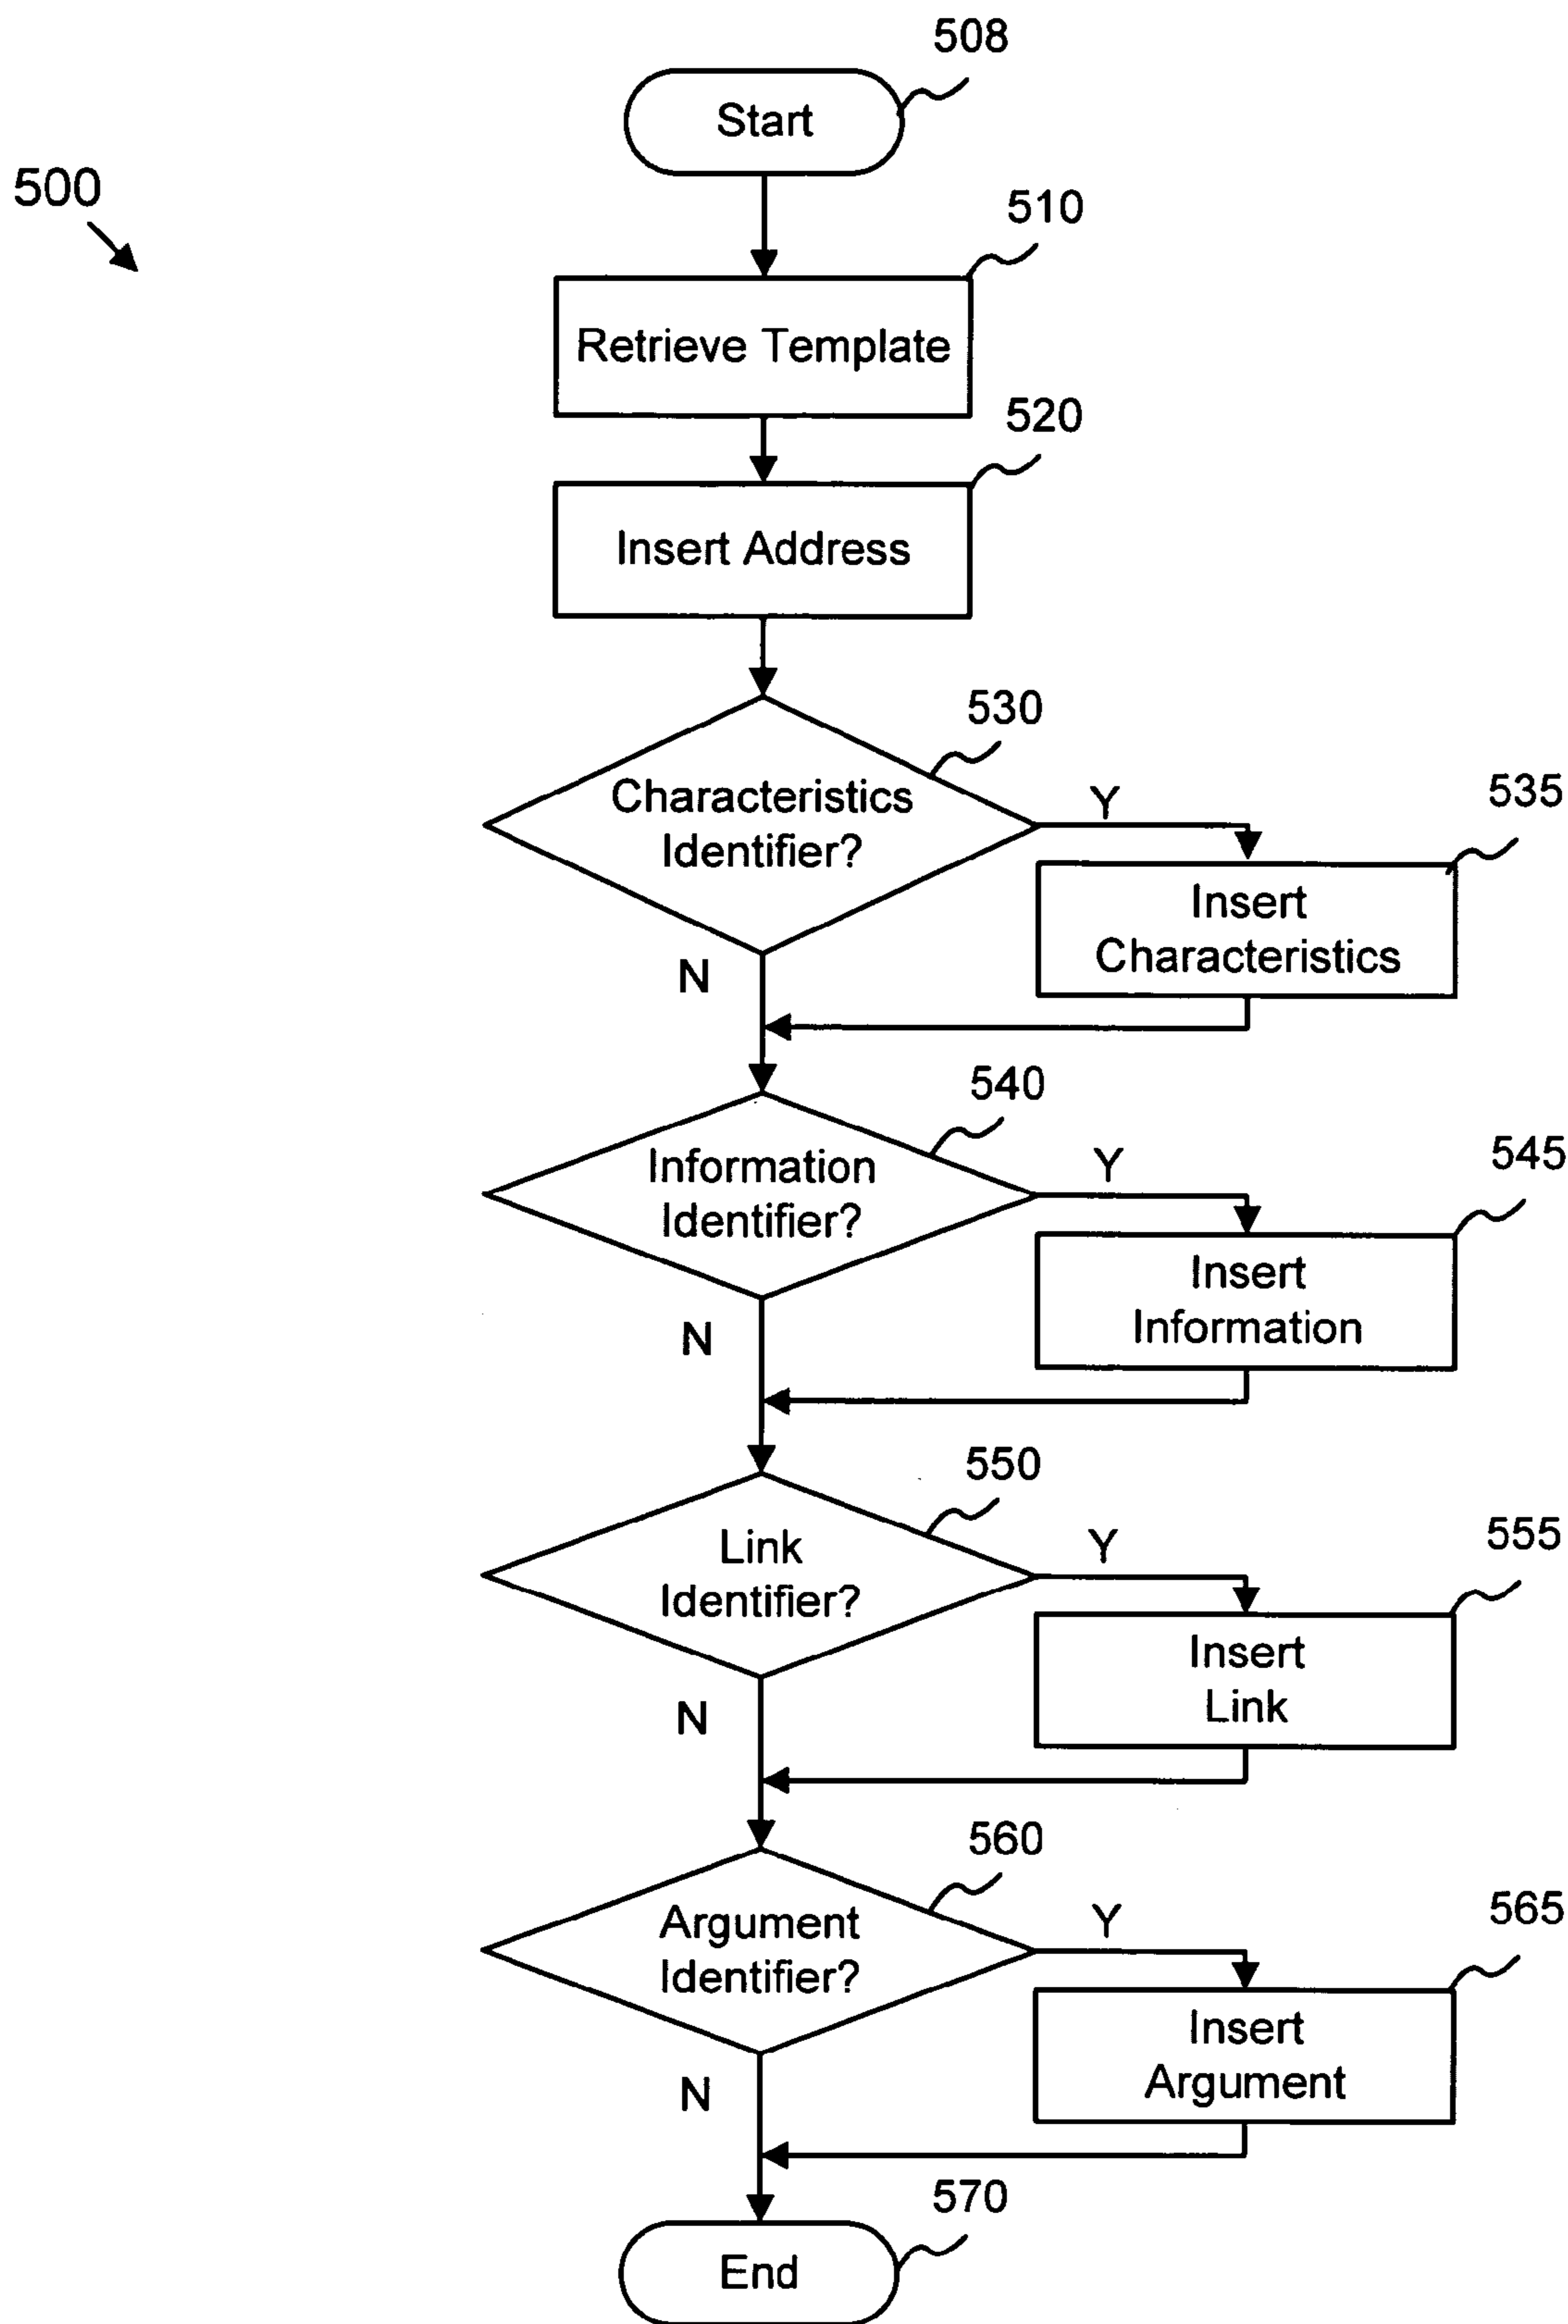 508
Start
500
510
Retrieve Template
520
Insert Address
530
Characteristics
Identifier?
Y
535
Insert
Characteristics
N
540
Information
Identifier?
Y
545
Insert
Information
N
550
Link
Identifier?
Y
555
Insert
Link
N
560
Argument
Identifier?
Y
565
Insert
Argument
N
570
End